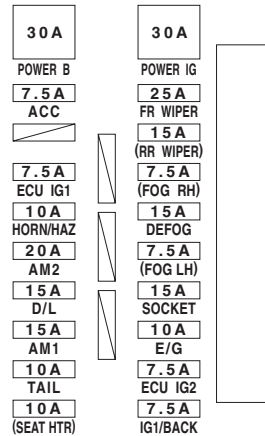 30A
POWER B
7.5A
ACC
7.5A
ECU IG1
10A
HORN/HAZ
20A
AM2
15A
D/L
15A
AM1
10A
TAIL
10A
(SEAT HTR)
30A
POWER IG
25A
FR WIPER
15A
(RR WIPER)
7.5A
(FOG RH)
15A
DEFOG
7.5A
(FOG LH)
15A
SOCKET
10A
E/G
7.5A
ECU IG2
7.5A
IG1/BACK